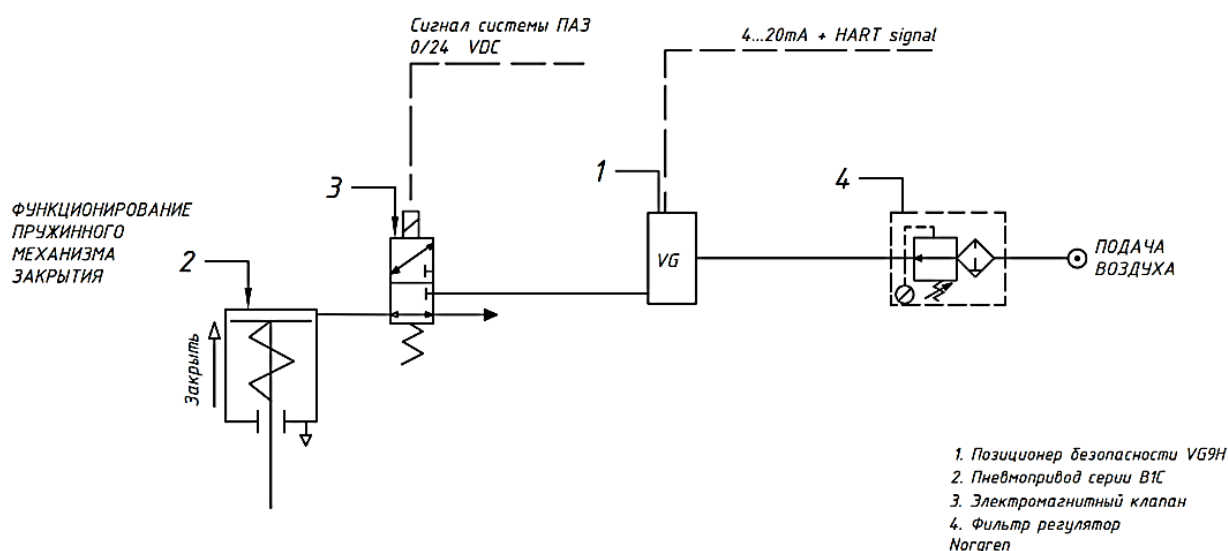 Сигнал системы ПАЗ
0/24 VDC
4...20mA + HART signal
3
1
4
ФУНКЦИОНИРОВАНИЕ
ПРУЖИННОГО
МЕХАНИЗМА
ЗАКРЫТИЯ
2
VG
ПОДАЧА
ВОЗДУХА
Закрыть
1. Позиционер безопасности VG9H
2. Пневмопривод серии B1C
3. Электромагнитный клапан
4. Фильтр регулятор
Norgren